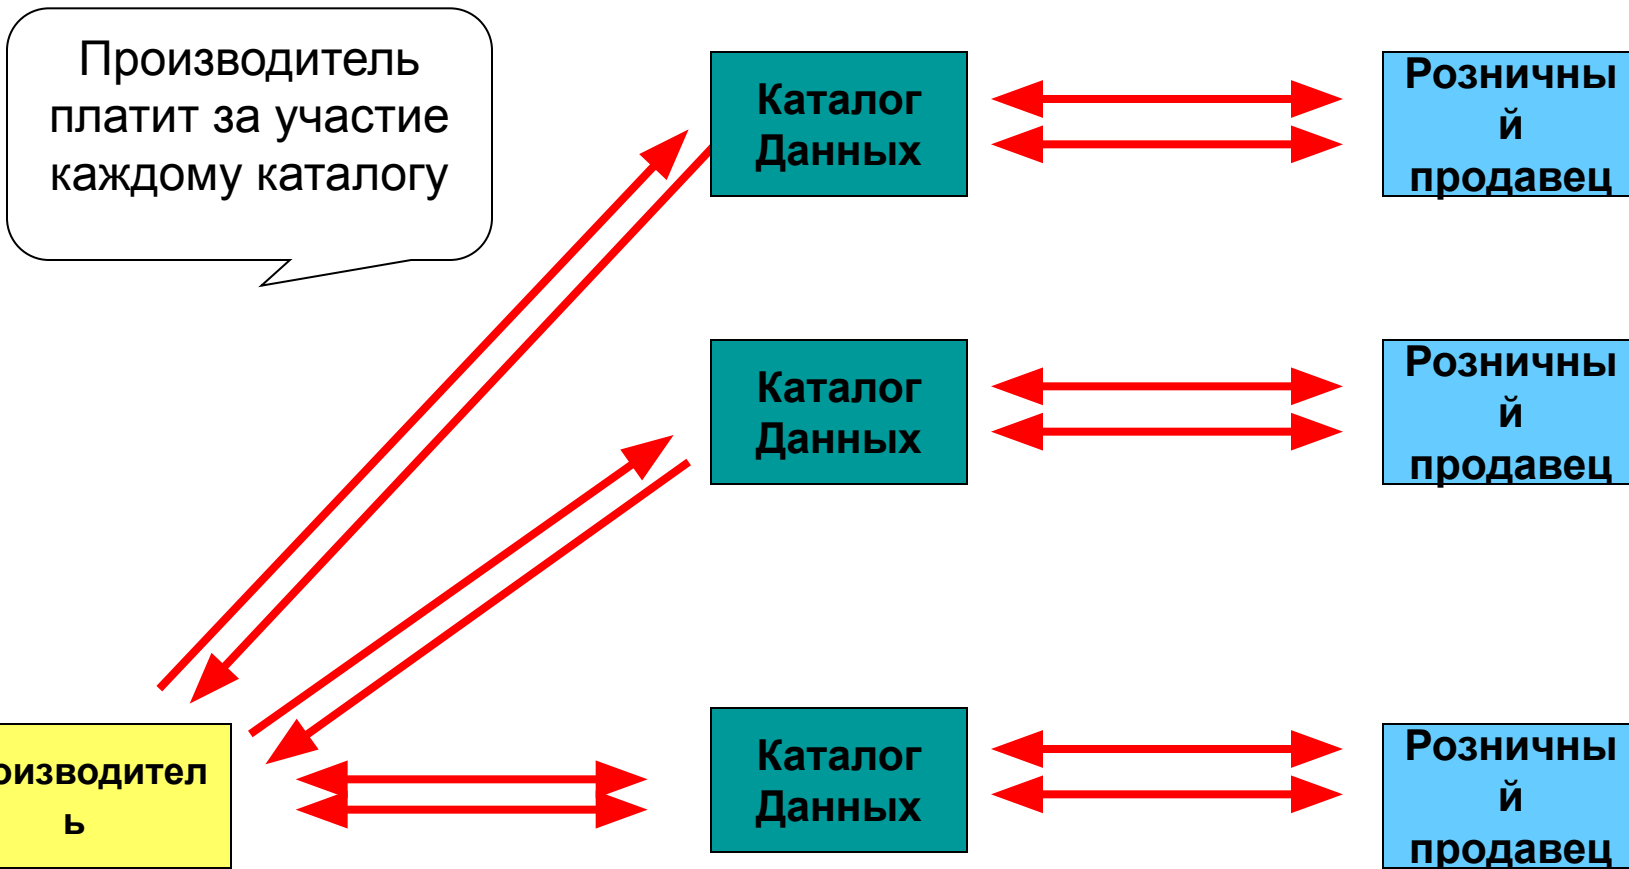 Производитель
платит за участие
каждому каталогу
Каталог
Данных
Розничны
й
продавец
Каталог
Данных
Розничны
й
продавец
оизводител
ь
Каталог
Данных
Розничны
й
продавец